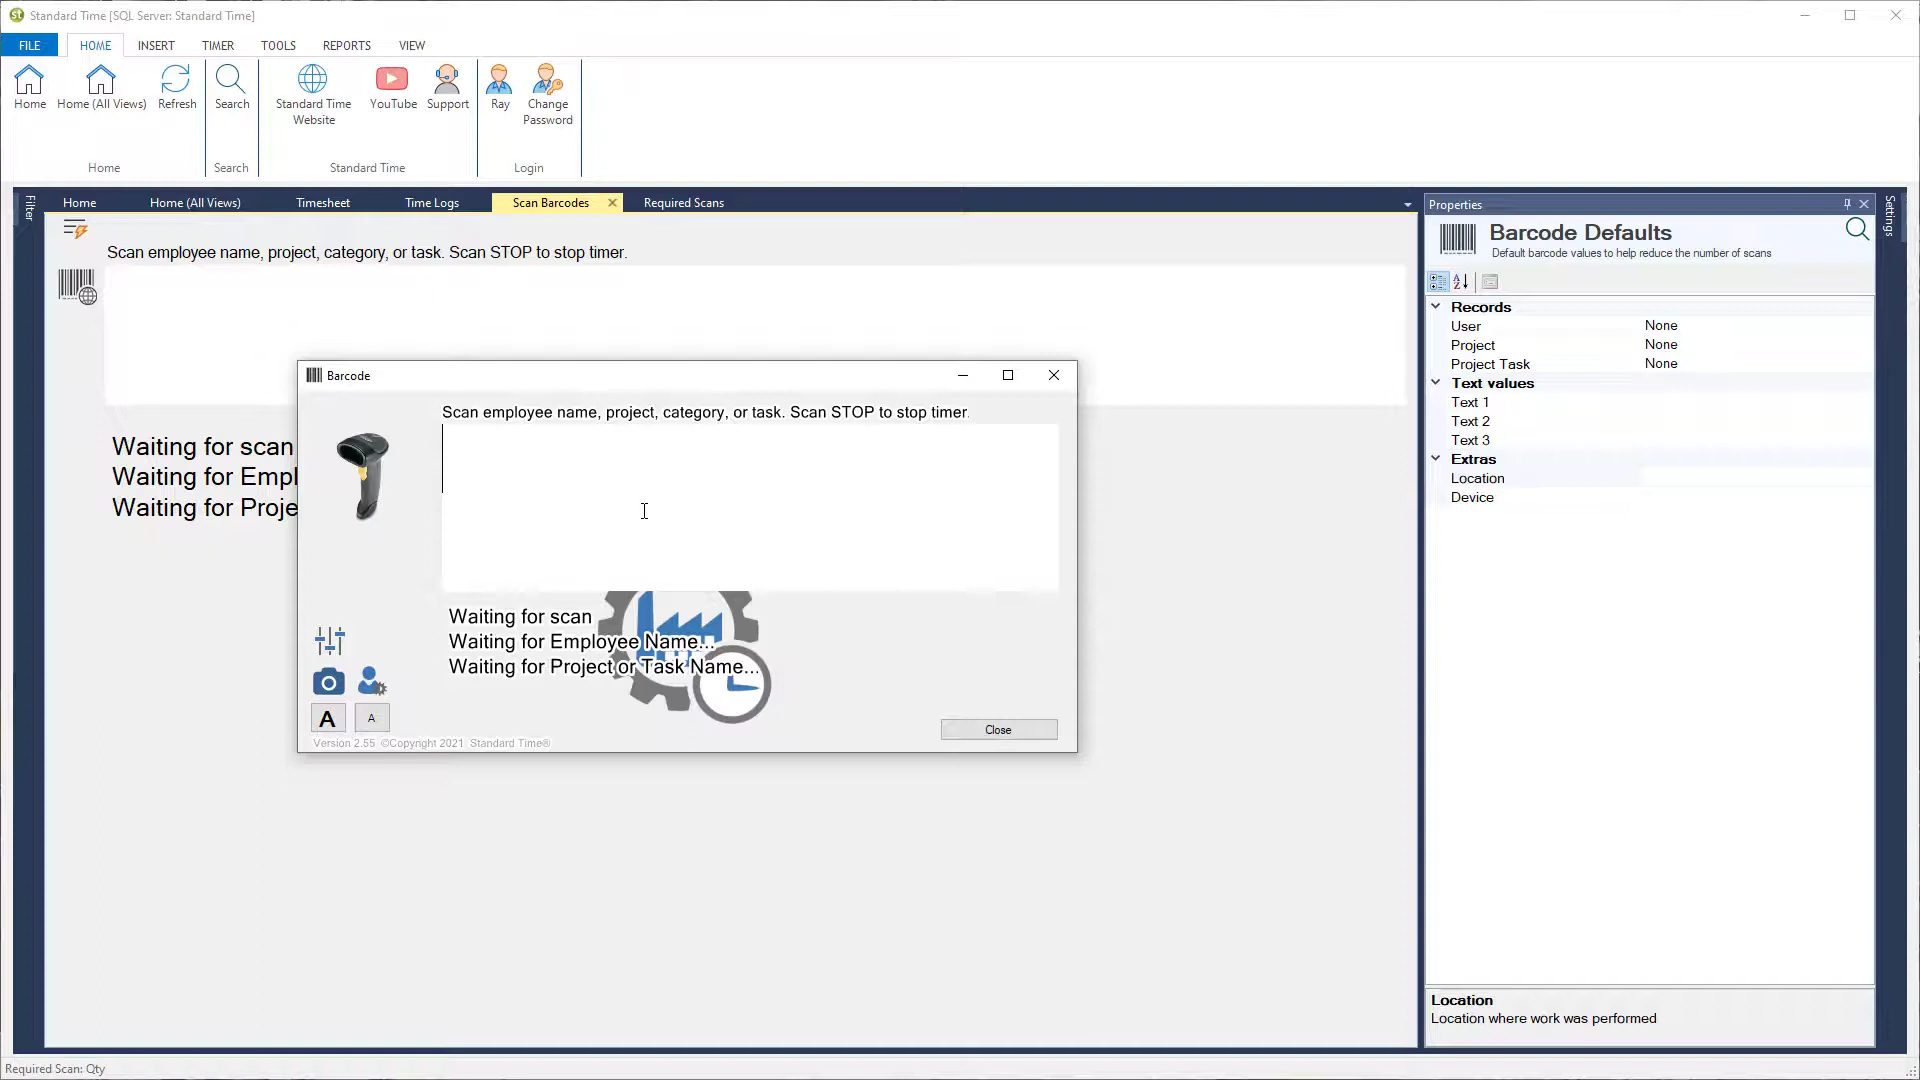 Standard Time [SQL Server: Standard Time]
FILE HOME INSERT TIMER TOOLS REPORTS VIEW
Home Home (All Views) Refresh Search Standard Time Website YouTube Support Ray Change Password
Home Search Standard Time Login
Filter
Home Home (All Views) Timesheet Time Logs Scan Barcodes Required Scans
Scan employee name, project, category, or task. Scan STOP to stop timer.
Waiting for scan
Waiting for Empl
Waiting for Proje
Barcode
Scan employee name, project, category, or task. Scan STOP to stop timer.
Waiting for scan
Waiting for Employee Name...
Waiting for Project or Task Name...
A A
Close
Version 2.55 ©Copyright 2021 Standard Time®
Properties
Settings
Barcode Defaults
Default barcode values to help reduce the number of scans
Records
User None
Project None
Project Task None
Text values
Text 1
Text 2
Text 3
Extras
Location
Device
Location
Location where work was performed
Required Scan: Qty